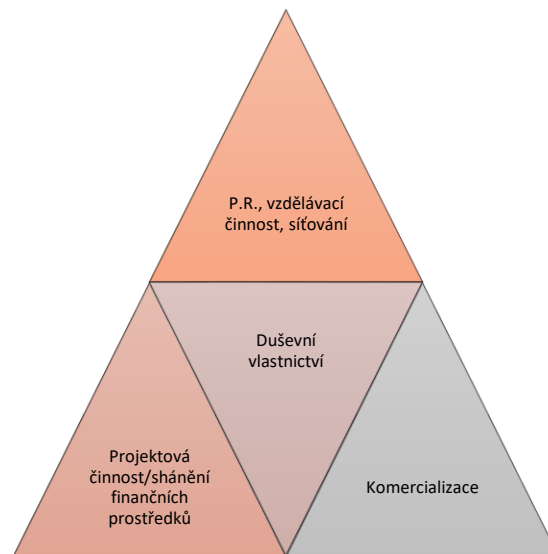 P.R., vzdělávací
činnost, síťování
Duševní
vlastnictví
Projektová
činnost/shánění
finančních
prostředků
Komercializace